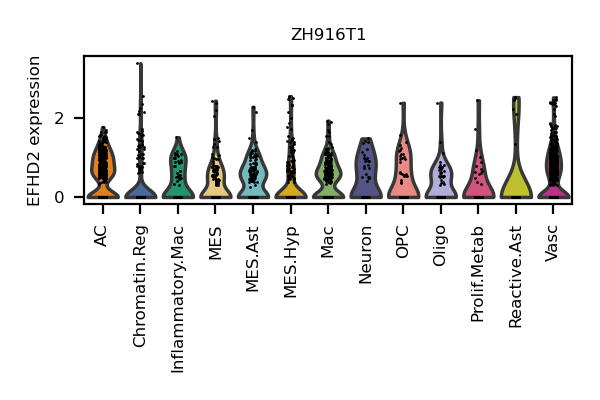 ZH916T1
EFHD2 expression
2
0
AC
Chromatin.Reg
Inflammatory.Mac
MES
MES.Ast
MES.Hyp
Mac
Neuron
OPC
Oligo
Prolif.Metab
Reactive.Ast
Vasc